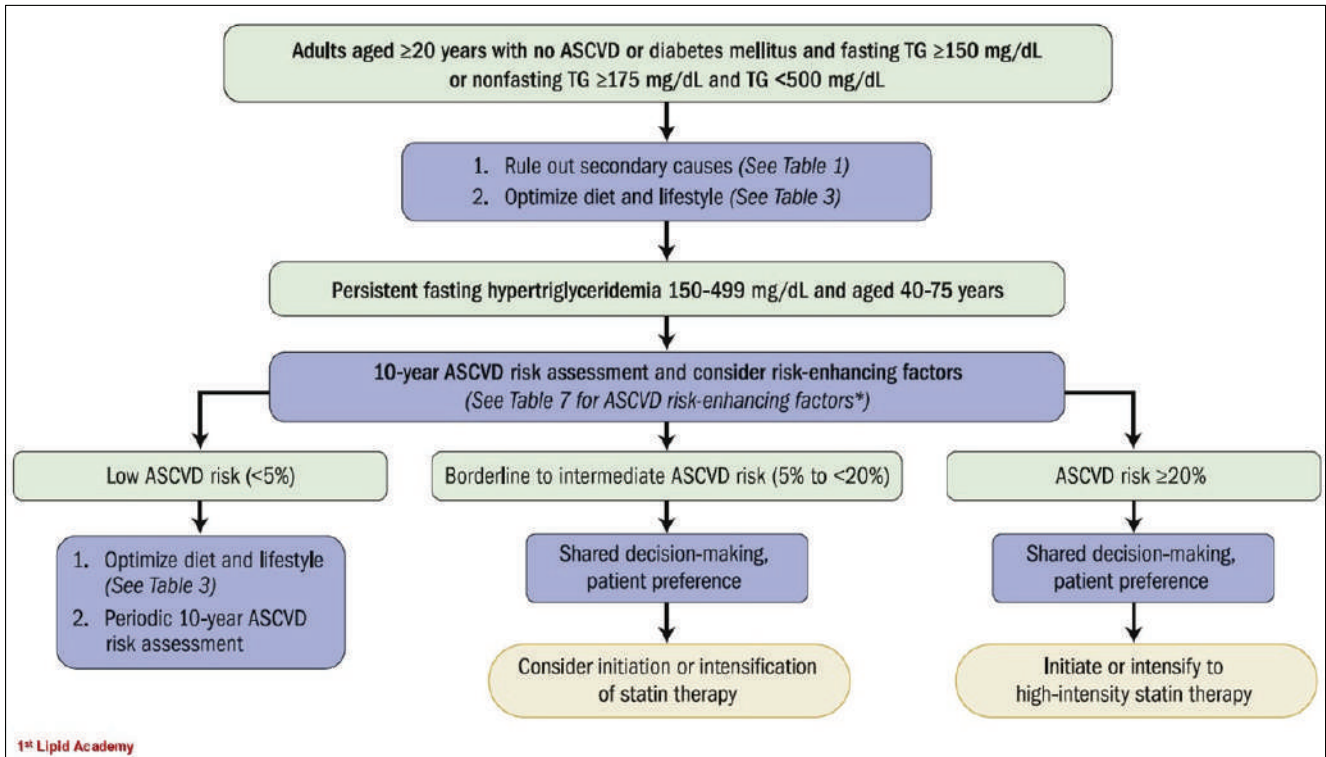 Adults aged ≥20 years with no ASCVD or diabetes mellitus and fasting TG ≥150 mg/dL
or nonfasting TG ≥175 mg/dL and TG <500 mg/dL
1. Rule out secondary causes (See Table 1)
2. Optimize diet and lifestyle (See Table 3)
Persistent fasting hypertriglyceridemia 150-499 mg/dL and aged 40-75 years
10-year ASCVD risk assessment and consider risk-enhancing factors
(See Table 7 for ASCVD risk-enhancing factors*)
Low ASCVD risk (<5%)
1. Optimize diet and lifestyle
(See Table 3)
2. Periodic 10-year ASCVD
risk assessment
Borderline to intermediate ASCVD risk (5% to <20%)
Shared decision-making,
patient preference
Consider initiation or intensification
of statin therapy
ASCVD risk ≥20%
Shared decision-making,
patient preference
Initiate or intensify to
high-intensity statin therapy
1st Lipid Academy